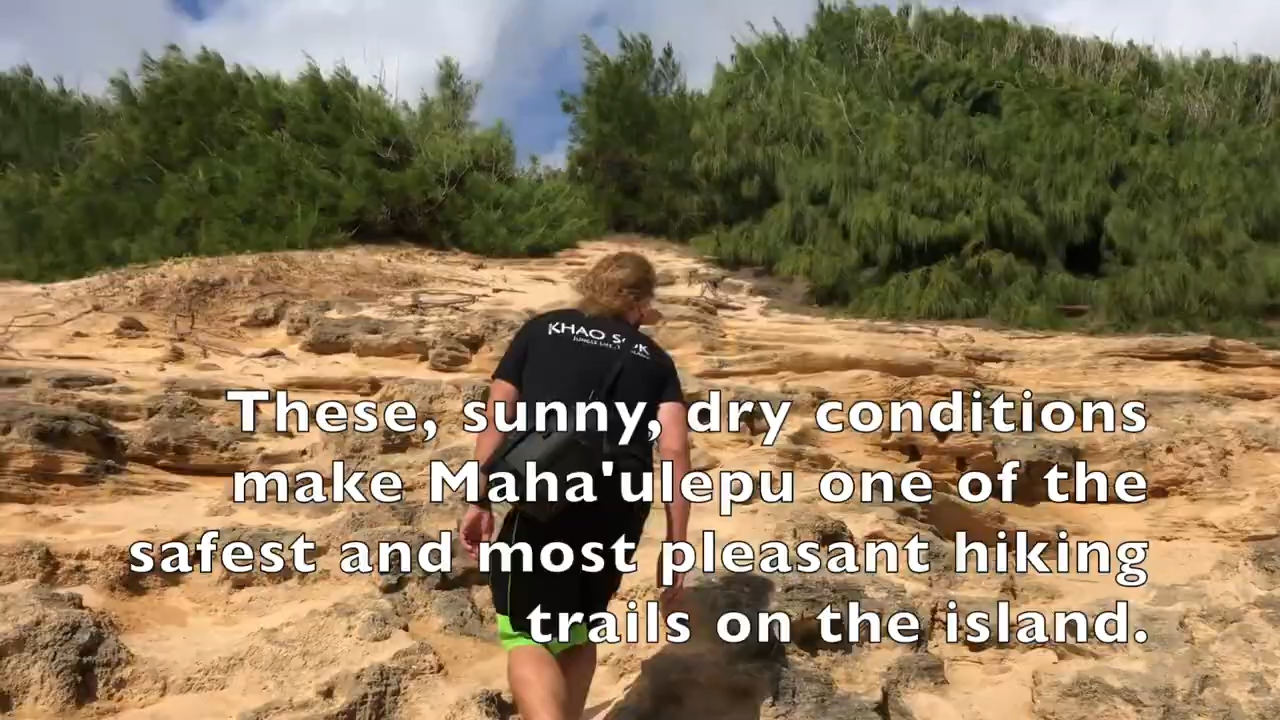 KHAO
These, sunny, dry conditions
make Maha'ulepu one of the
safest and most pleasant hiking
trails on the island.